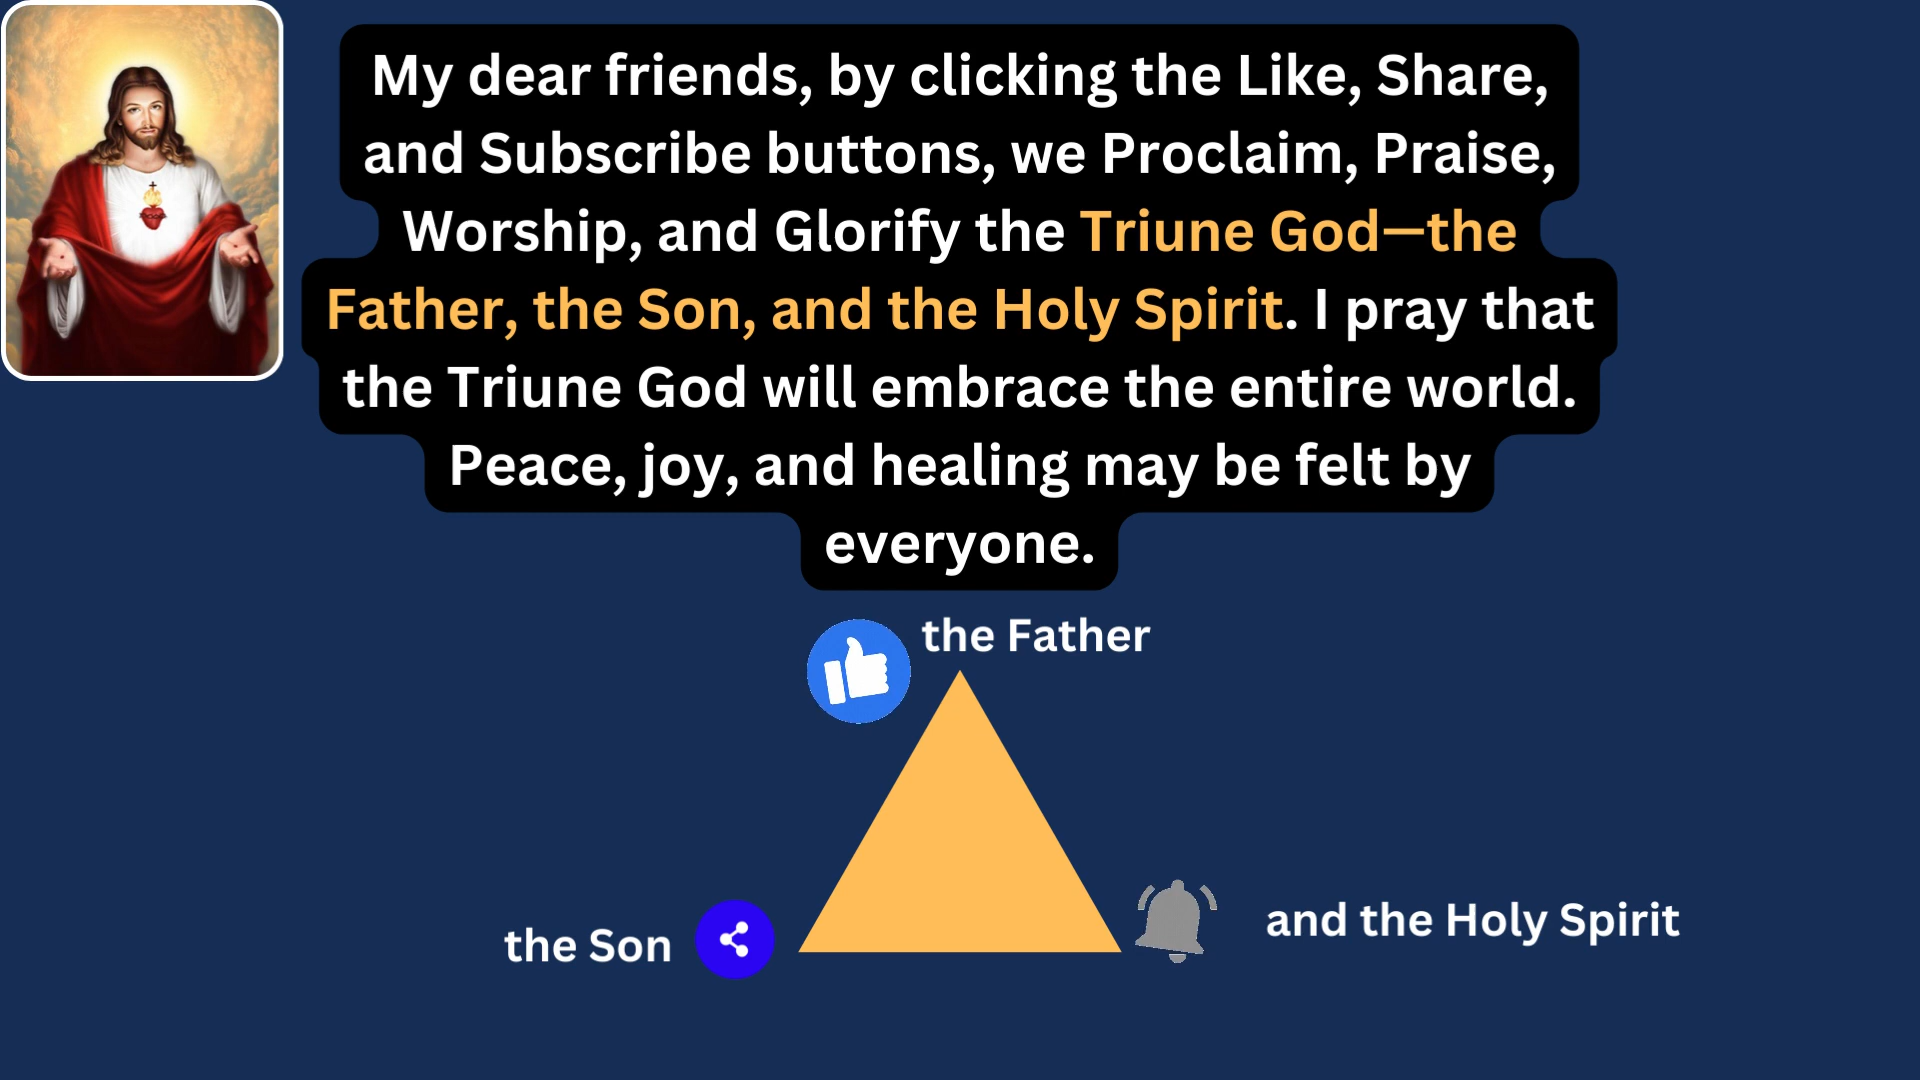 My dear friends, by clicking the Like, Share,
and Subscribe buttons, we Proclaim, Praise,
Worship, and Glorify the Triune God—the
Father, the Son, and the Holy Spirit. I pray that
the Triune God will embrace the entire world.
Peace, joy, and healing may be felt by
everyone.
the Father
the Son
and the Holy Spirit